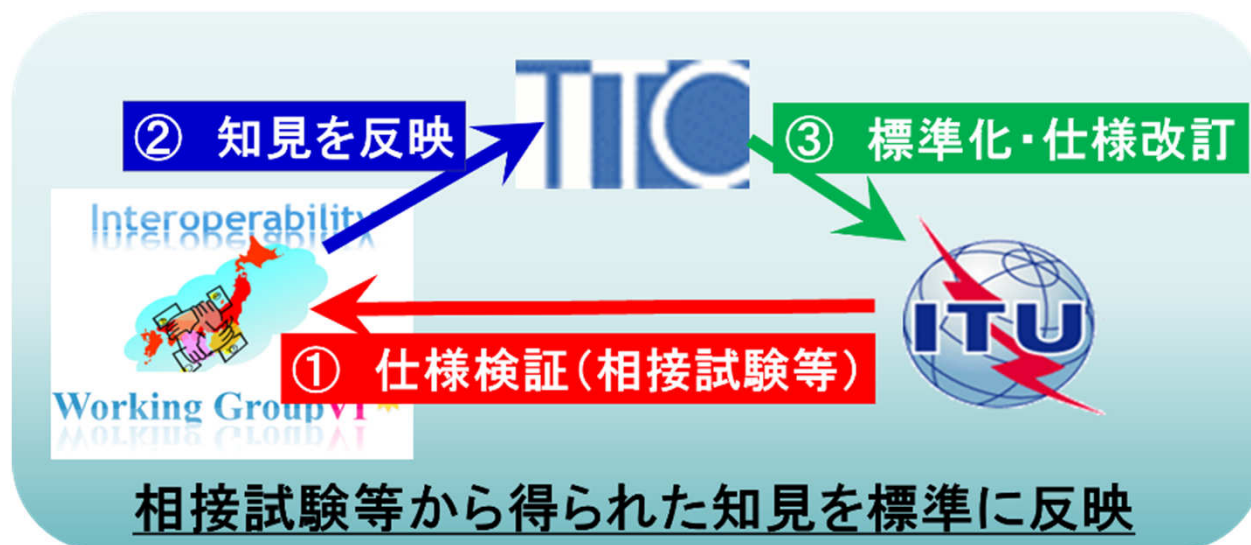 TTC
② 知見を反映
③ 標準化・仕様改訂
Interoperability
ITU
① 仕様検証(相接試験等)
Working Group
相接試験等から得られた知見を標準に反映